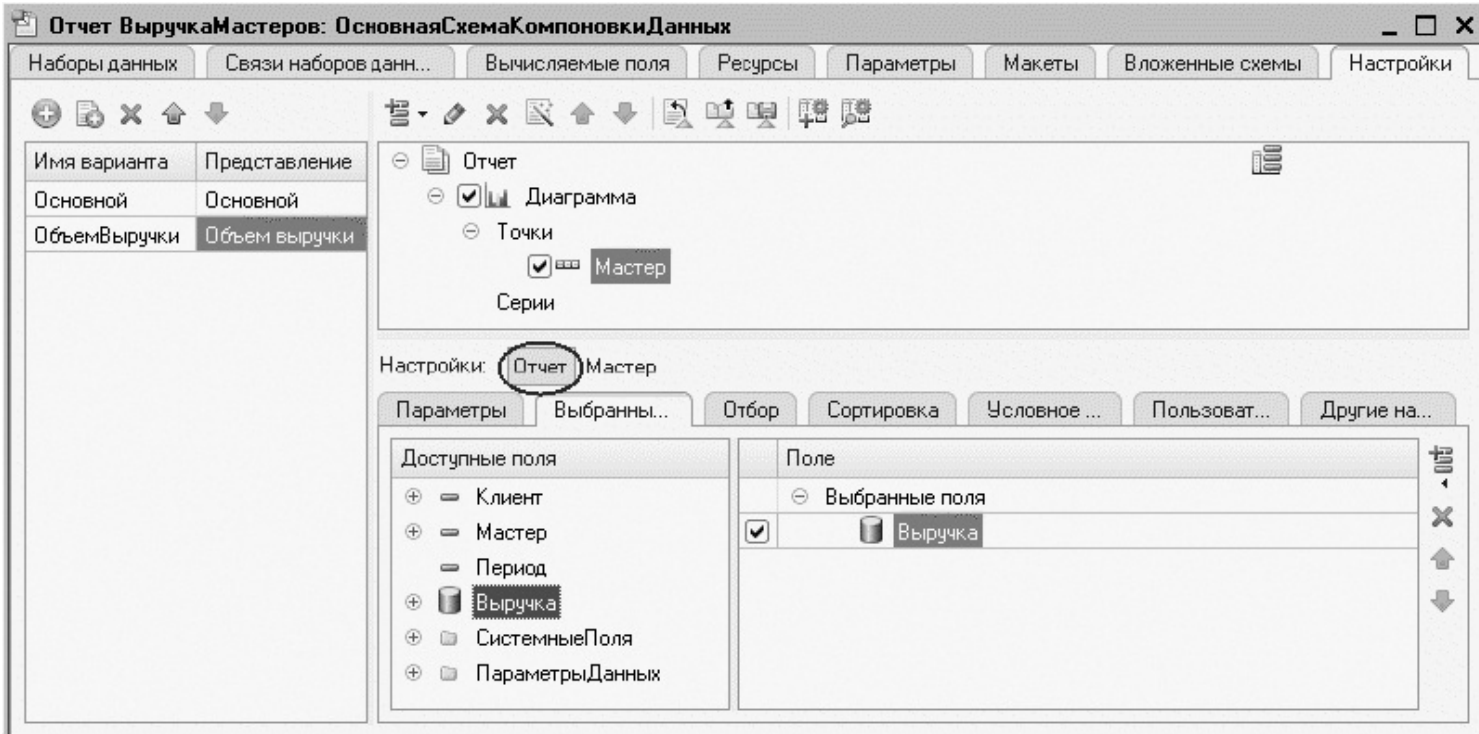 Отчет ВыручкаМастеров: ОсновнаяСхемаКомпоновкиДанных
Наборы данных Связи наборов данн... Вычисляемые поля Ресурсы Параметры Макеты Вложенные схемы Настройки
Имя варианта Представление
Основной Основной
ОбъемВыручки Объем выручки
Отчет
Диаграмма
Точки
Мастер
Серии
Настройки: Отчет Мастер
Параметры Выбранны... Отбор Сортировка Условное ... Пользоват... Другие на...
Доступные поля
Клиент
Мастер
Период
Выручка
СистемныеПоля
ПараметрыДанных
Поле
Выбранные поля
Выручка